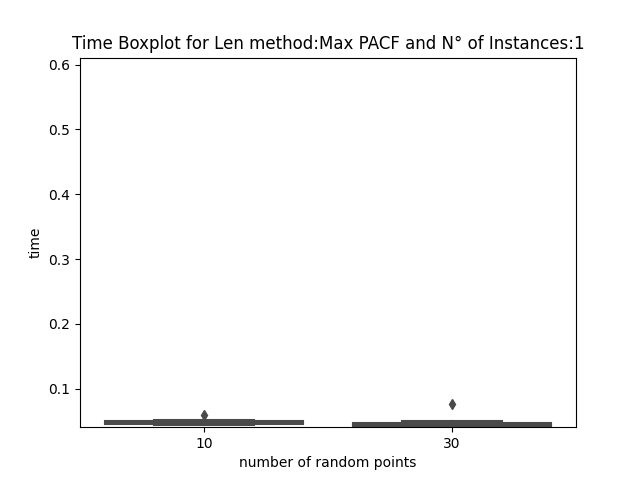 Time Boxplot for Len method:Max PACF and N° of Instances:1
0.6
0.5
0.4
0.3
0.2
0.1
time
10 30
number of random points